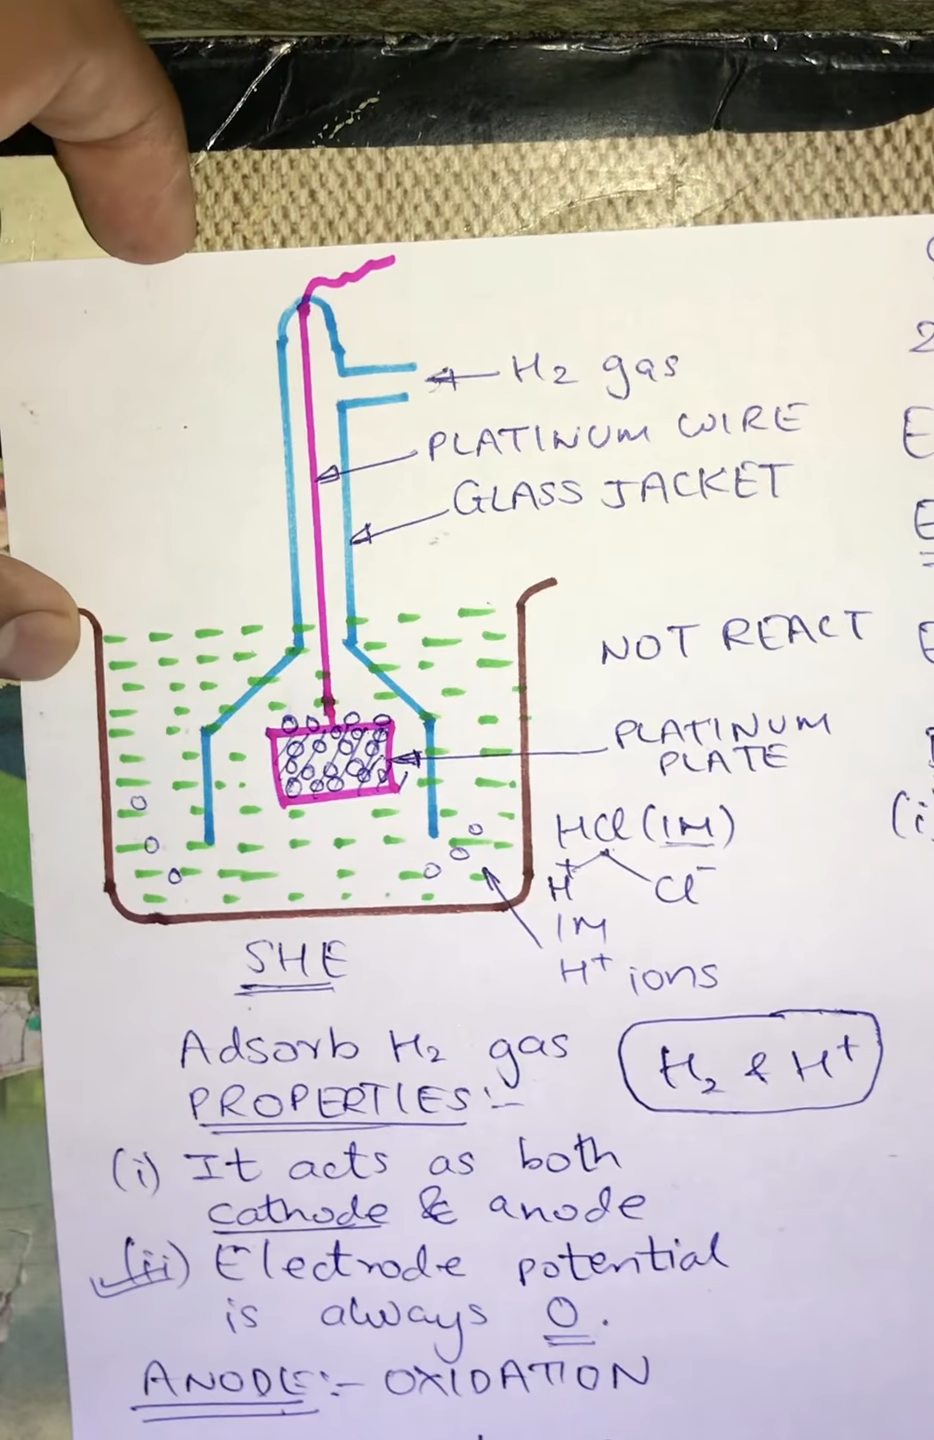 H2 gas
PLATINUM WIRE
GLASS JACKET
NOT REACT
PLATINUM
PLATE
HCl (1M)
H⁺ Cl⁻
1M
H⁺ ions
SHE
Adsorb H2 gas
H₂ & H⁺
PROPERTIES:-
(i) It acts as both
cathode & anode
(ii) Electrode potential
is always 0.
ANODE:- OXIDATION
2
E
E
E
(i)